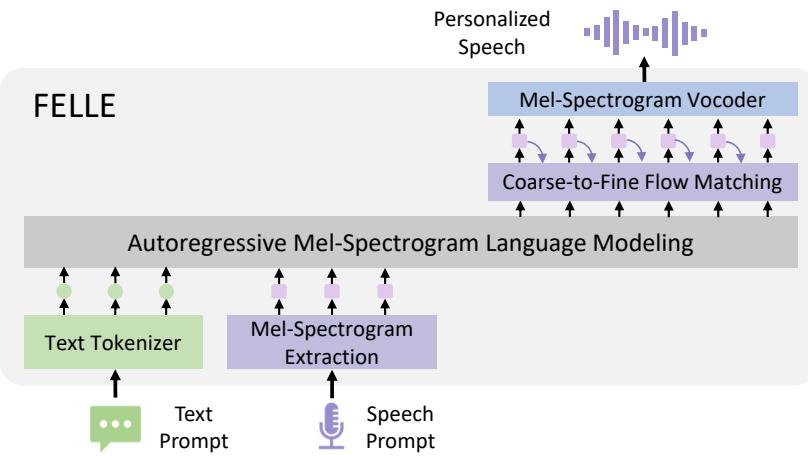 Personalized
Speech
FELLE
Mel-Spectrogram Vocoder
Coarse-to-Fine Flow Matching
Autoregressive Mel-Spectrogram Language Modeling
Text Tokenizer
Mel-Spectrogram
Extraction
Text
Prompt
Speech
Prompt